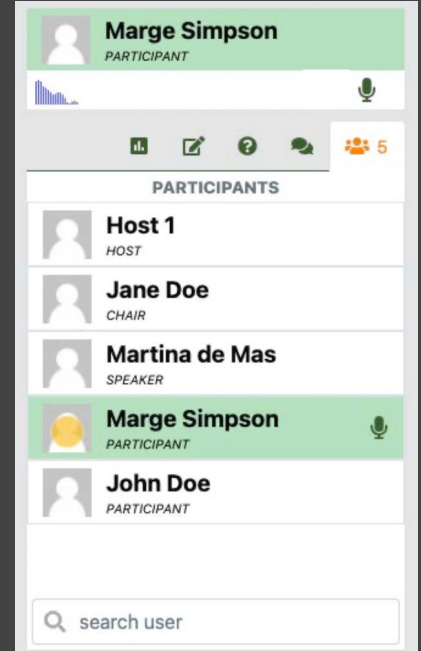 Marge Simpson
PARTICIPANT
5
PARTICIPANTS
Host 1
HOST
Jane Doe
CHAIR
Martina de Mas
SPEAKER
Marge Simpson
PARTICIPANT
John Doe
PARTICIPANT
search user